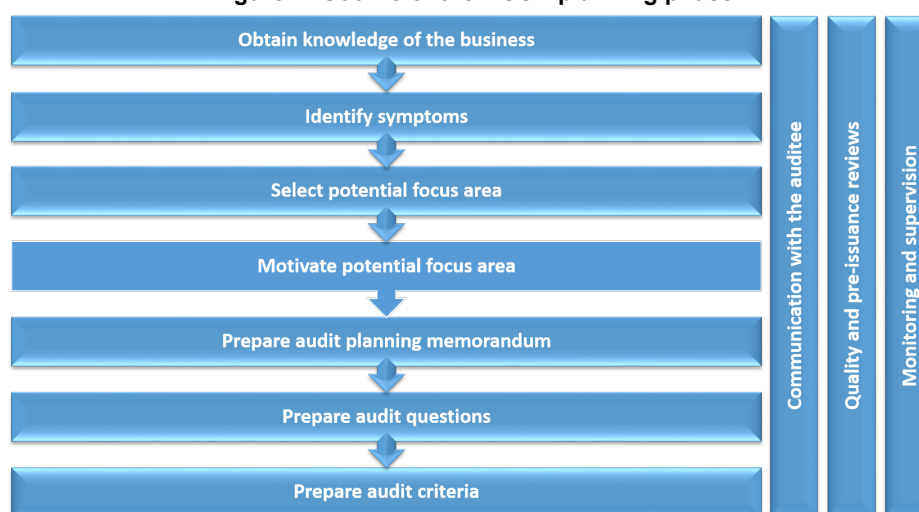 Obtain knowledge of the business
Identify symptoms
Select potential focus area
Motivate potential focus area
Prepare audit planning memorandum
Prepare audit questions
Prepare audit criteria
Communication with the auditee
Quality and pre-issuance reviews
Monitoring and supervision